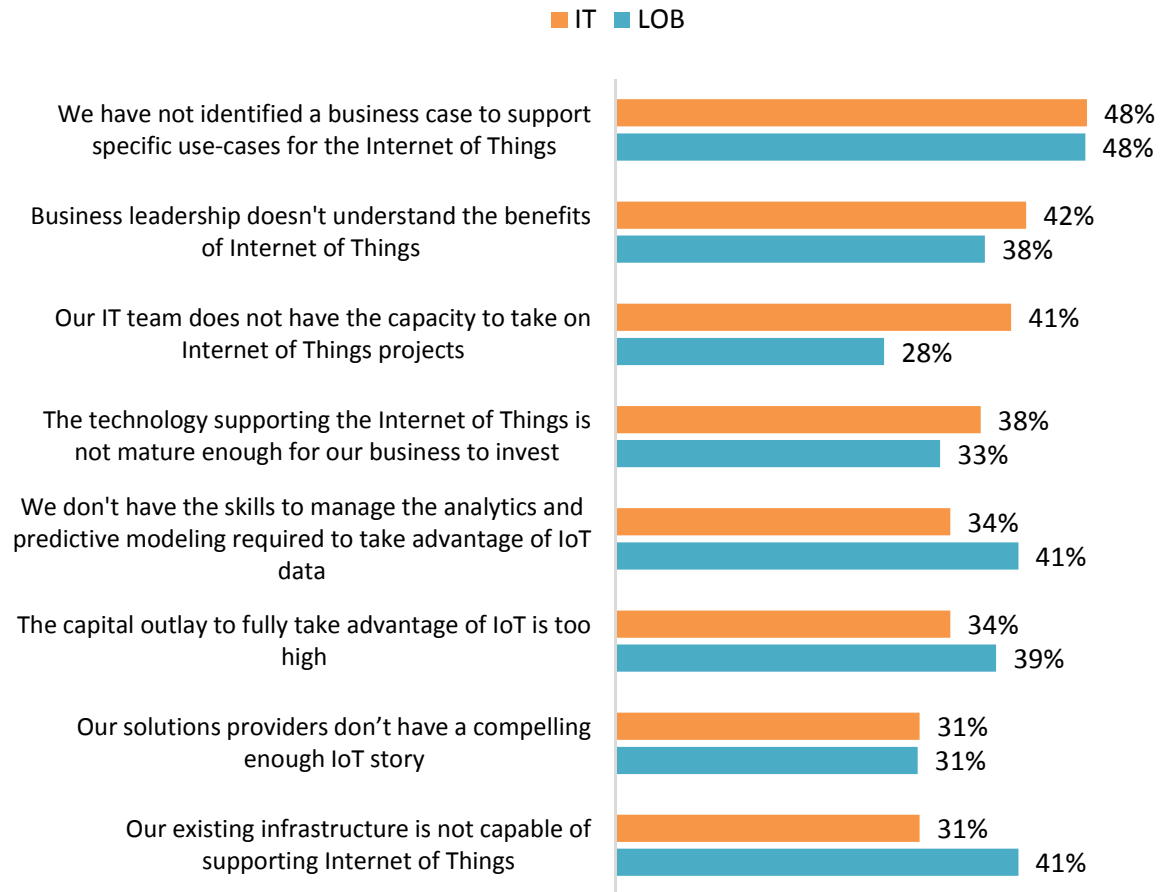 IT LOB
We have not identified a business case to support
specific use-cases for the Internet of Things
48%
48%
Business leadership doesn't understand the benefits
of Internet of Things
42%
38%
Our IT team does not have the capacity to take on
Internet of Things projects
41%
28%
The technology supporting the Internet of Things is
not mature enough for our business to invest
38%
33%
We don't have the skills to manage the analytics and
predictive modeling required to take advantage of IoT
data
34%
41%
The capital outlay to fully take advantage of IoT is too
high
34%
39%
Our solutions providers don’t have a compelling
enough IoT story
31%
31%
Our existing infrastructure is not capable of
supporting Internet of Things
31%
41%